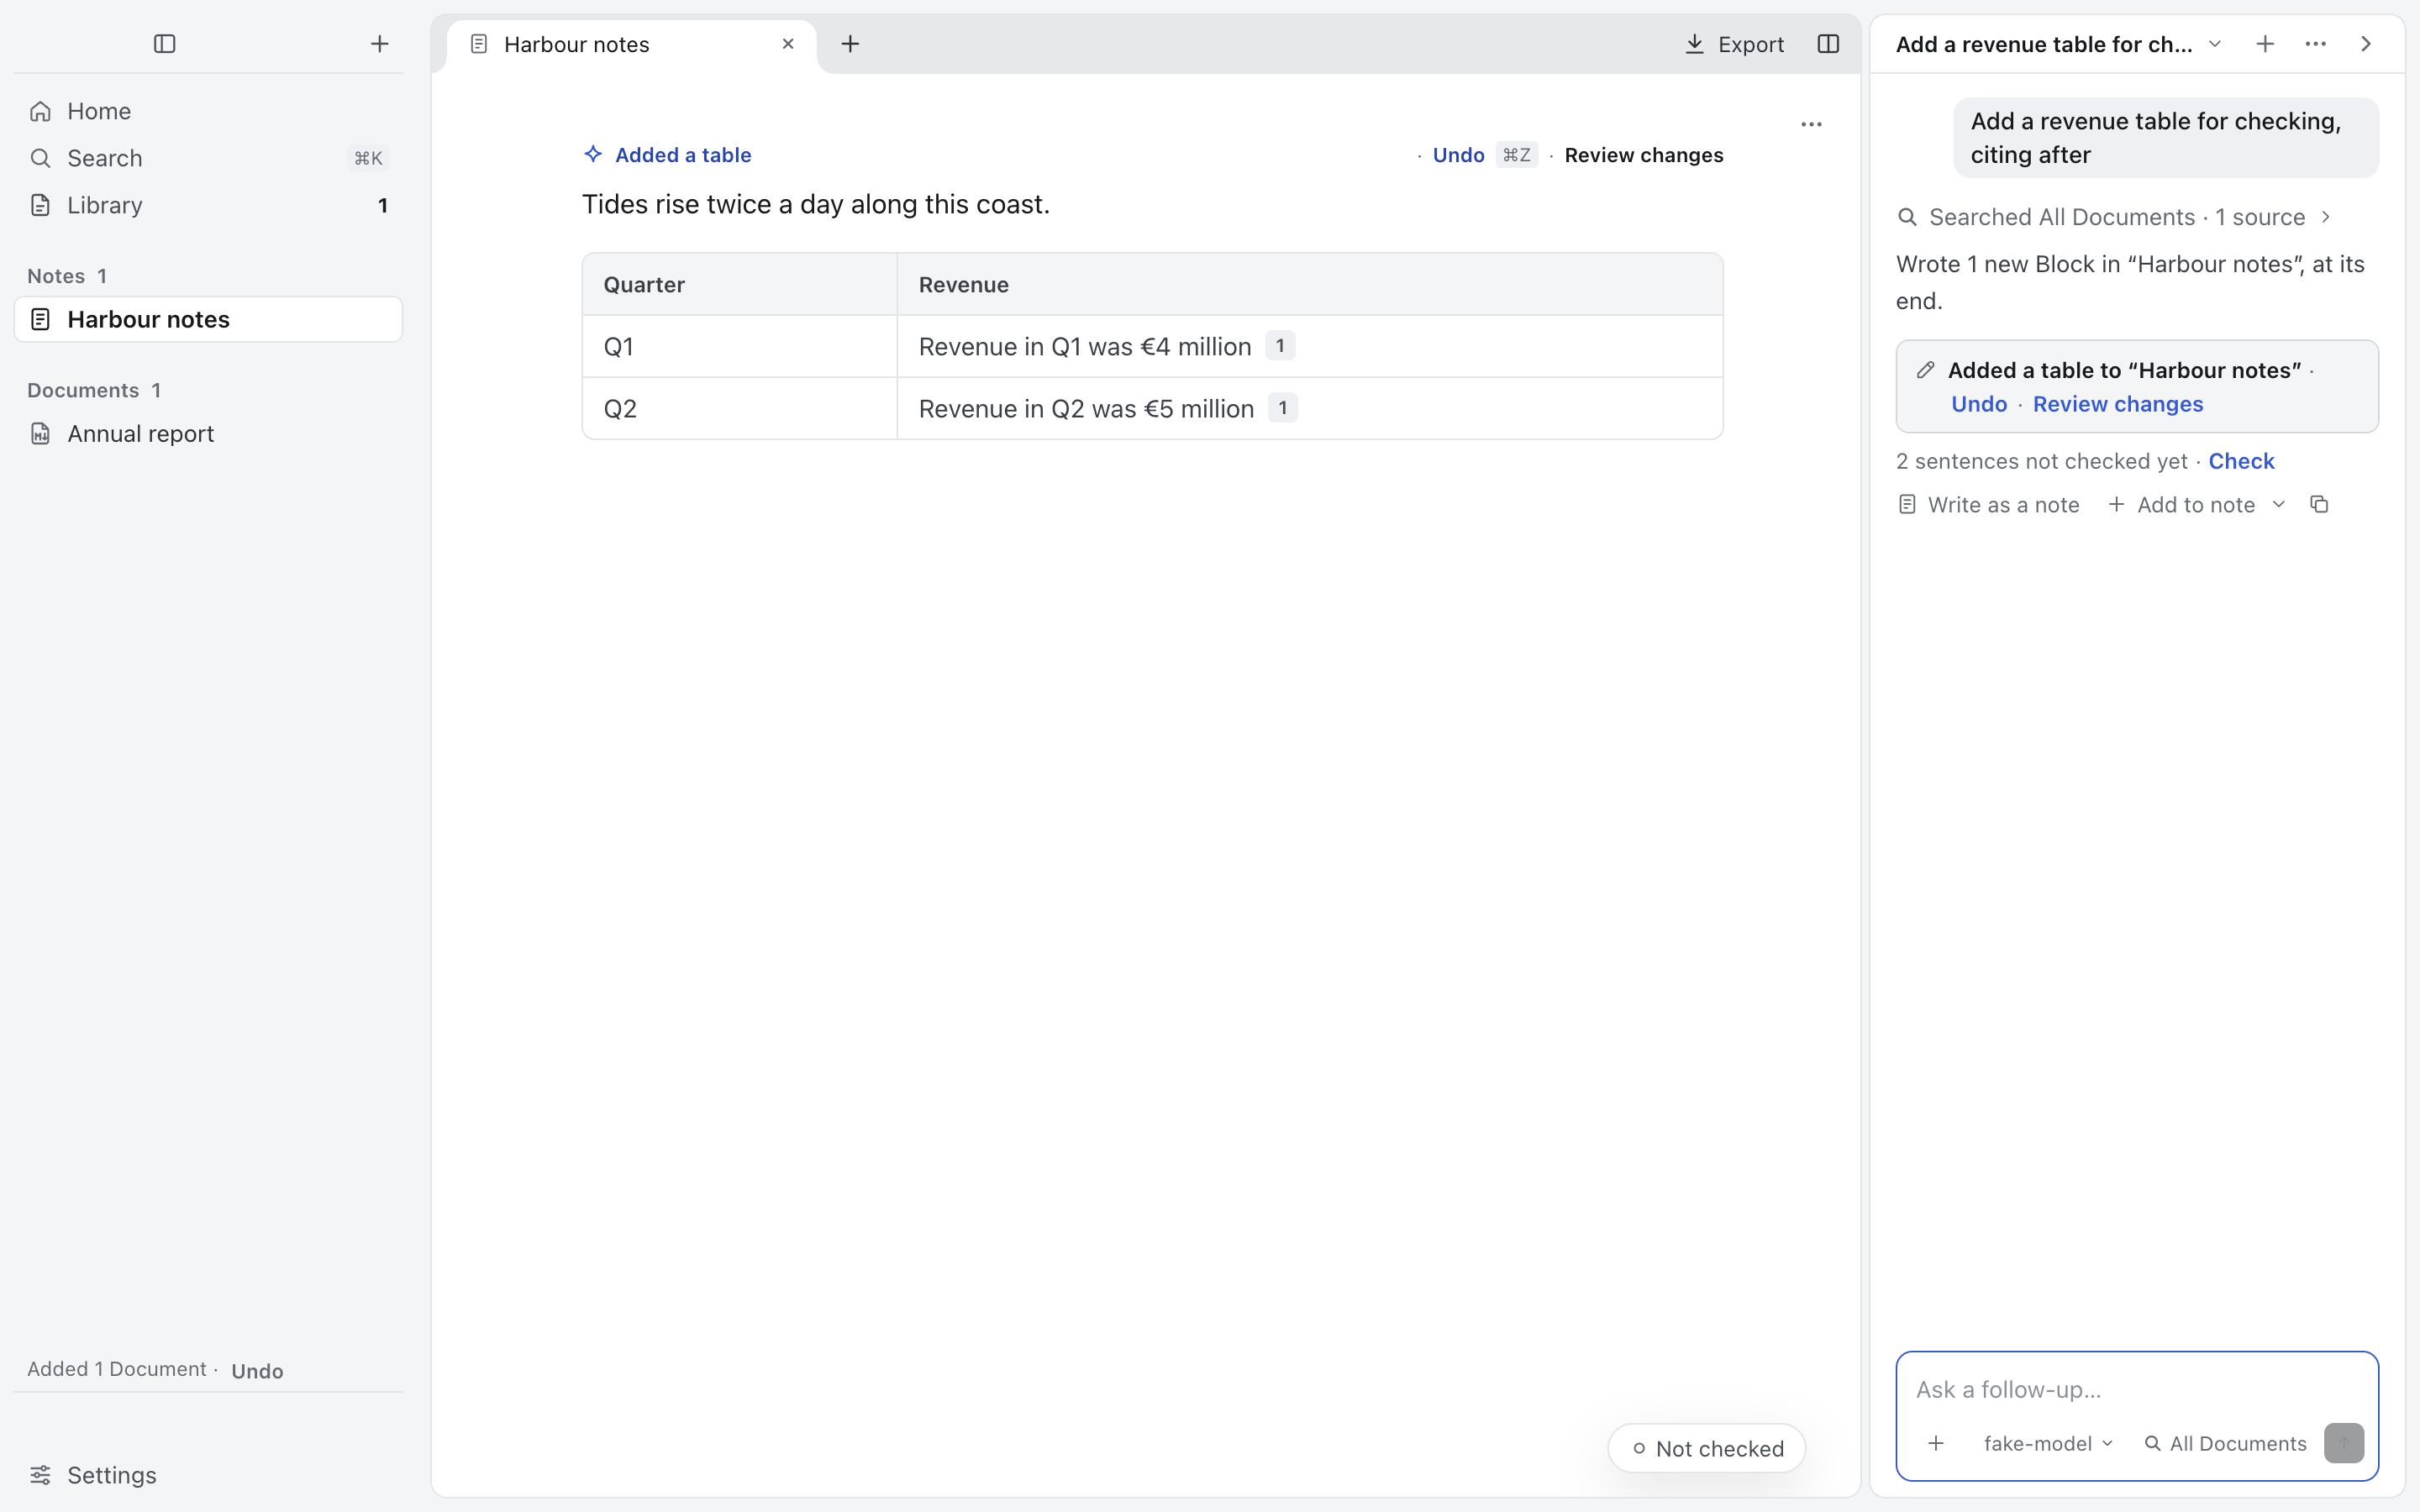 Home
Search ⌘K
Library 1
Notes 1
Harbour notes
Documents 1
Annual report
Added 1 Document · Undo
Settings
Harbour notes
Export
Added a table · Undo ⌘Z · Review changes
Tides rise twice a day along this coast.
Quarter Revenue
Q1 Revenue in Q1 was €4 million 1
Q2 Revenue in Q2 was €5 million 1
Not checked
Add a revenue table for ch...
Add a revenue table for checking,
citing after
Searched All Documents · 1 source
Wrote 1 new Block in “Harbour notes”, at its
end.
Added a table to “Harbour notes” ·
Undo · Review changes
2 sentences not checked yet · Check
Write as a note + Add to note
Ask a follow-up...
fake-model All Documents